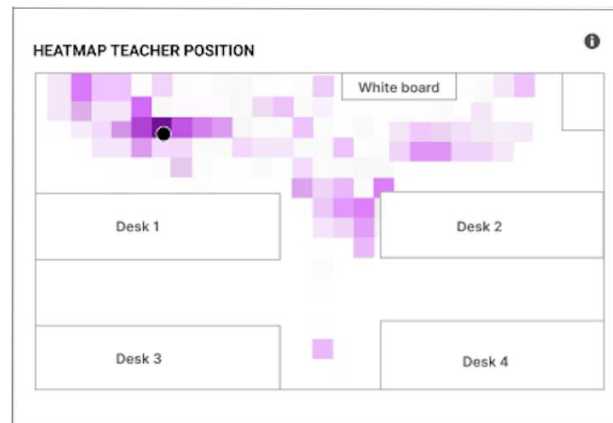 HEATMAP TEACHER POSITION
White board
Desk 1
Desk 2
Desk 3
Desk 4